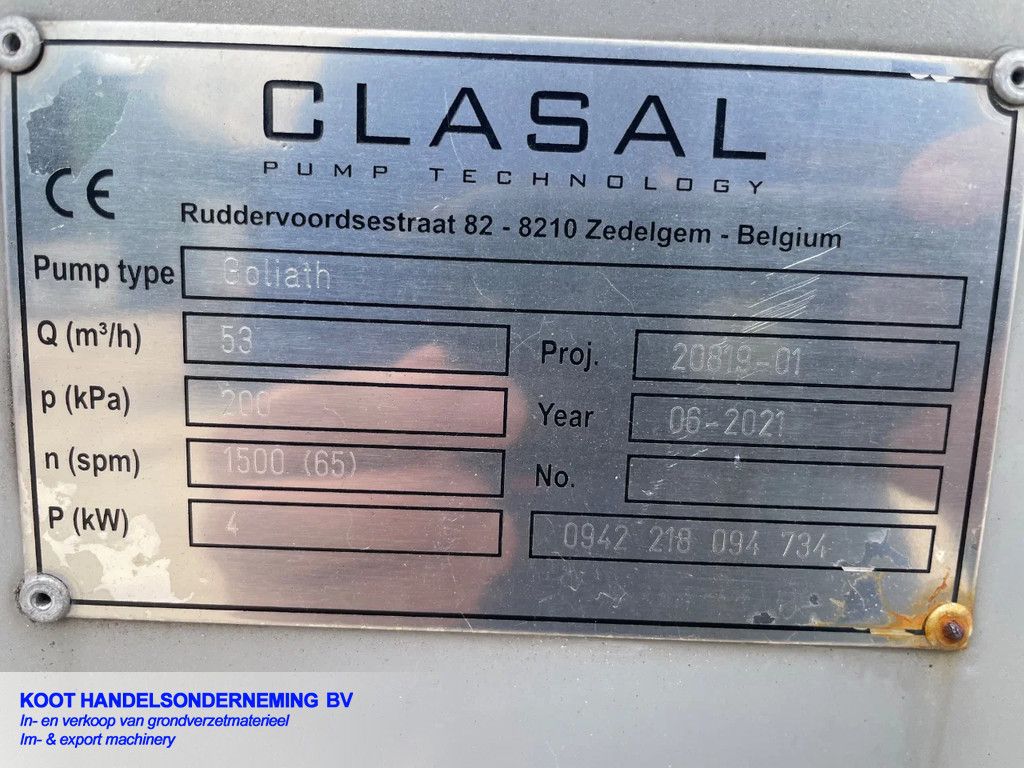 CLASAL
PUMP TECHNOLOGY
CE
Ruddervoordsestraat 82 - 8210 Zedelgem - Belgium
Pump type Goliath
Q (m³/h) 53 Proj. 20819-01
p (kPa) 200 Year 06-2021
n (spm) 1500 (65) No.
P (kW) 4 0942 218 094 734
KOOT HANDELSONDERNEMING BV
In- en verkoop van grondverzetmaterieel
Im- & export machinery